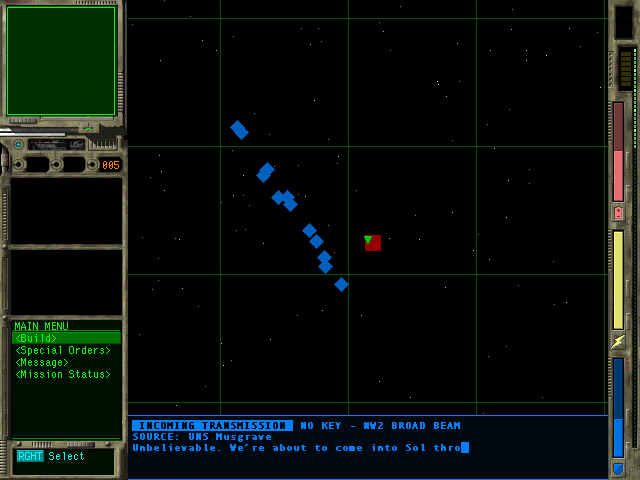 005
MAIN MENU
<Build>
<Special Orders>
<Message>
<Mission Status>
RGHT Select
INCOMING TRANSMISSION NO KEY - NW2 BROAD BEAM
SOURCE: UNS Musgrave
Unbelievable. We're about to come into Sol thro